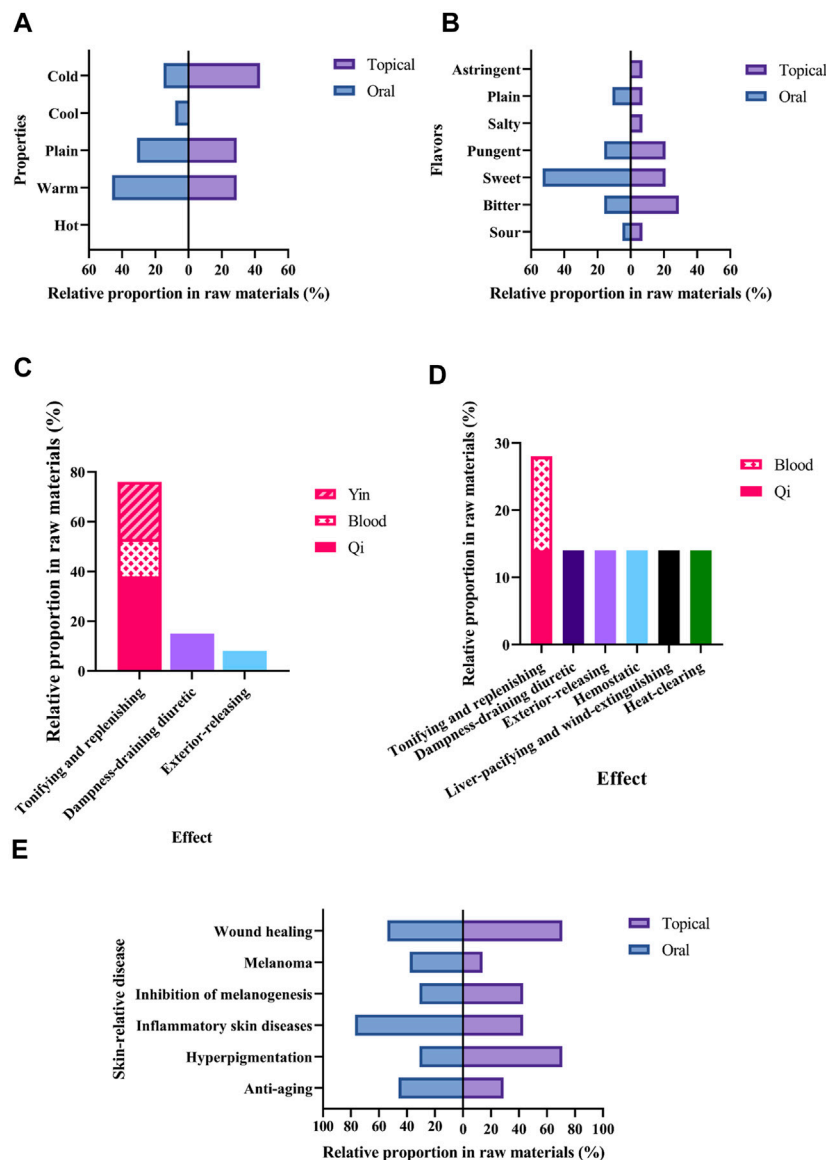 A
Properties
Cold
Cool
Plain
Warm
Hot
60 40 20 0 20 40 60
Relative proportion in raw materials (%)
Topical
Oral
B
Flavors
Astringent
Plain
Salty
Pungent
Sweet
Bitter
Sour
60 40 20 0 20 40 60
Relative proportion in raw materials (%)
Topical
Oral
C
Relative proportion in raw materials (%)
80
60
40
20
0
Tonifying and replenishing
Dampness-draining diuretic
Exterior-releasing
Effect
Yin
Blood
Qi
D
Relative proportion in raw materials (%)
30
20
10
0
Tonifying and replenishing
Dampness-draining diuretic
Exterior-releasing
Hemostatic
Liver-pacifying and wind-extinguishing
Heat-clearing
Effect
Blood
Qi
E
Skin-relative disease
Wound healing
Melanoma
Inhibition of melanogenesis
Inflammatory skin diseases
Hyperpigmentation
Anti-aging
100 80 60 40 20 0 20 40 60 80 100
Relative proportion in raw materials (%)
Topical
Oral